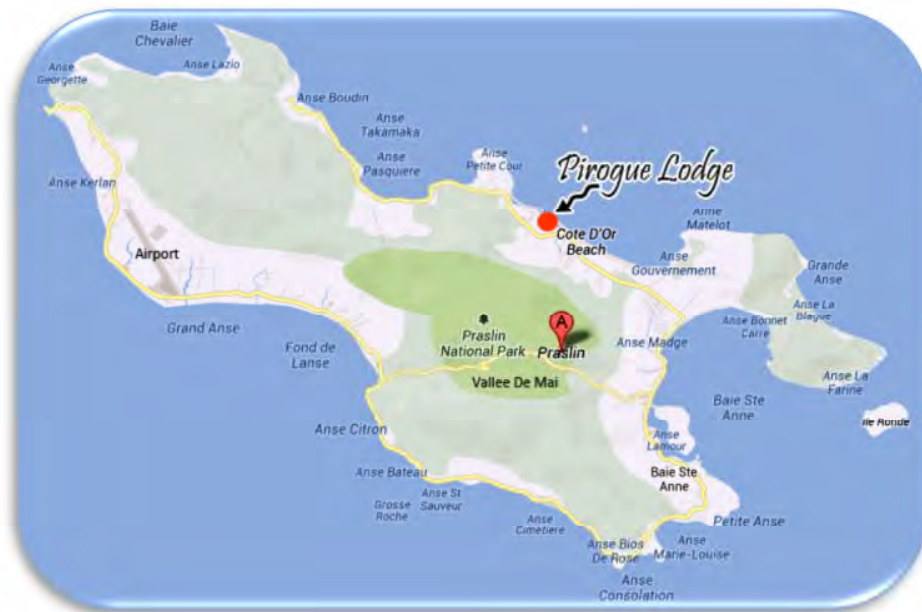 Baie
Chevalier
Anse
Georgette
Anse Lazio
Anse Boudin
Anse
Takamaka
Anse
Pasquiere
Anse
Petite Cour
Pirogue Lodge
Cote D'Or
Beach
Anne
Matelot
Anse
Gouvernement
Grande
Anse
Anse La
Blague
Anse Bonnet
Carre
Anse La
Farine
Ile Ronde
Anse Kerlan
Airport
Grand Anse
Fond de
Lanse
Praslin
National Park
A
Praslin
Vallee De Mai
Anse Madge
Baie Ste
Anne
Anse
Lamour
Baie Ste
Anne
Anse Citron
Anse Bateau
Grosse
Roche
Anse St
Sauveur
Anse
Cimetiere
Anse Bios
De Rose
Anse
Marie-Louise
Petite Anse
Anse
Consolation